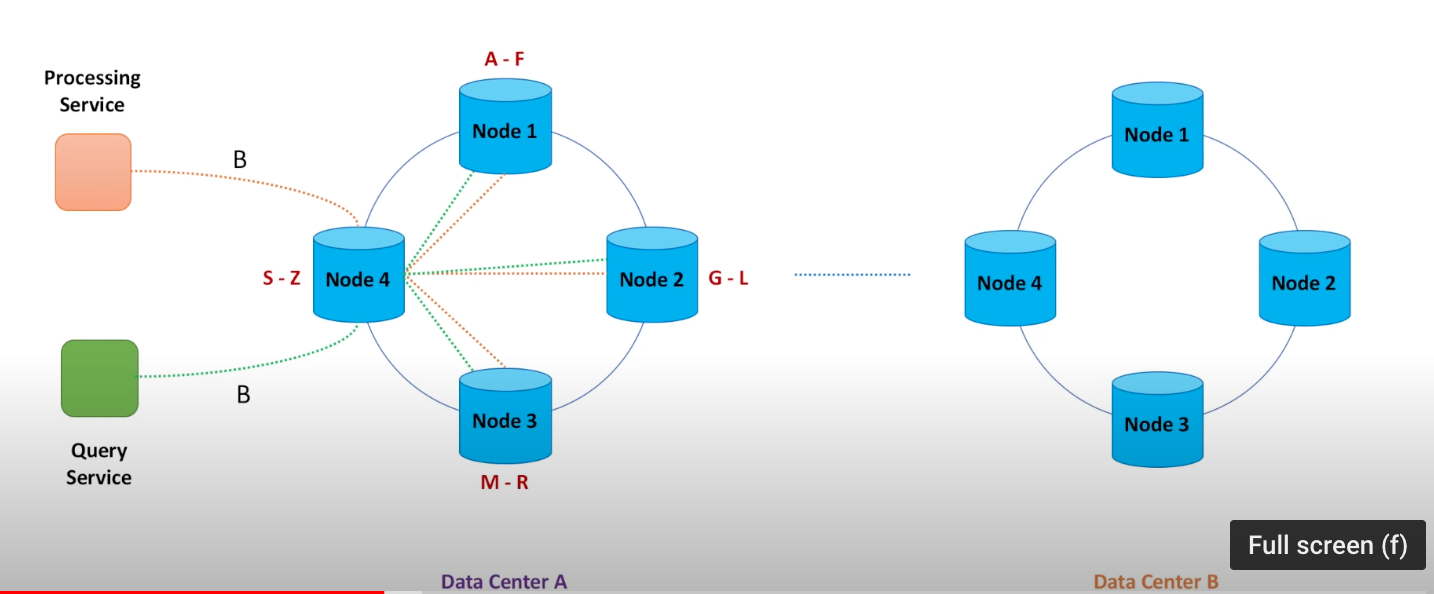 Processing
Service
B
A - F
Node 1
Node 4
S - Z
Node 2
G - L
Node 3
M - R
B
Query
Service
Data Center A
Node 1
Node 4
Node 2
Node 3
Data Center B
Full screen (f)